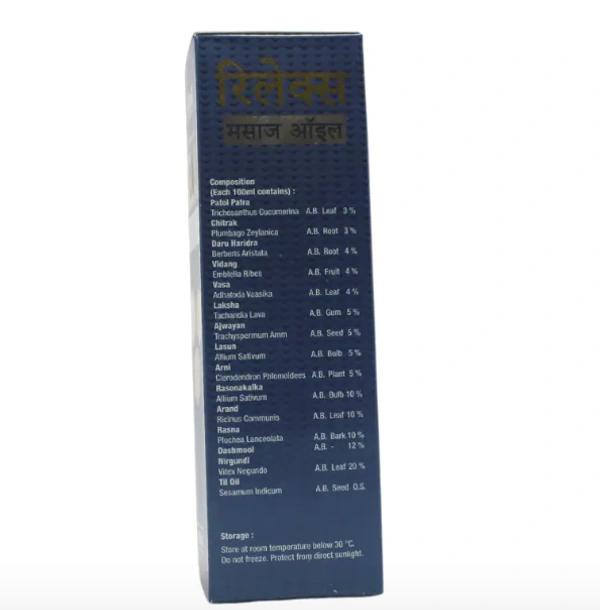 रिलेक्स
मसाज ऑइल
Composition
(Each 100ml contains) :
Patol Patra
Trichosanthus Cucumerina A.B. Leaf 3 %
Chitrak
Plumbago Zeylanica A.B. Root 3 %
Daru Haridra
Berberis Aristata A.B. Root 4 %
Vidang
Emblelia Ribes A.B. Fruit 4 %
Vasa
Adhatoda Vaasika A.B. Leaf 4 %
Laksha
Tachardia Lava A.B. Gum 5 %
Ajwayan
Trachyspermum Amm A.B. Seed 5 %
Lasun
Allium Sativum A.B. Bulb 5 %
Arni
Clerodendron Phlomoidees A.B. Plant 5 %
Rasonakalka
Allium Sativum A.B. Bulb 10 %
Arand
Ricinus Communis A.B. Leaf 10 %
Rasna
Pluchea Lanceolata A.B. Bark 10 %
Dashmool A.B. - 12 %
Nirgundi
Vitex Negundo A.B. Leaf 20 %
Til Oil
Sesamum Indicum A.B. Seed Q.S.
Storage :
Store at room temperature below 30 °C.
Do not freeze. Protect from direct sunlight.